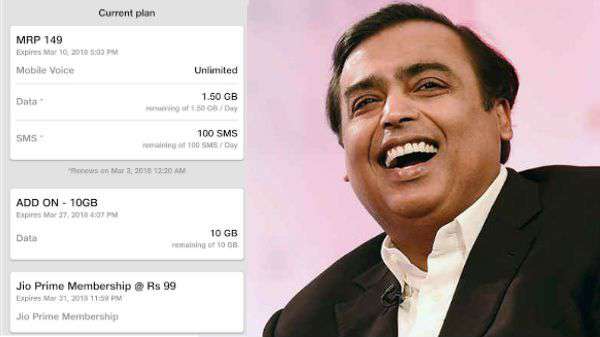 Current plan
MRP 149
Expires Mar 10, 2018 5:03 PM
Mobile Voice Unlimited
Data * 1.50 GB
remaining of 1.50 GB / Day
SMS * 100 SMS
remaining of 100 SMS / Day
*Renews on Mar 3, 2018 12:20 AM
ADD ON - 10GB
Expires Mar 27, 2018 4:07 PM
Data 10 GB
remaining of 10 GB
Jio Prime Membership @ Rs 99
Expires Mar 31, 2018 11:59 PM
Jio Prime Membership